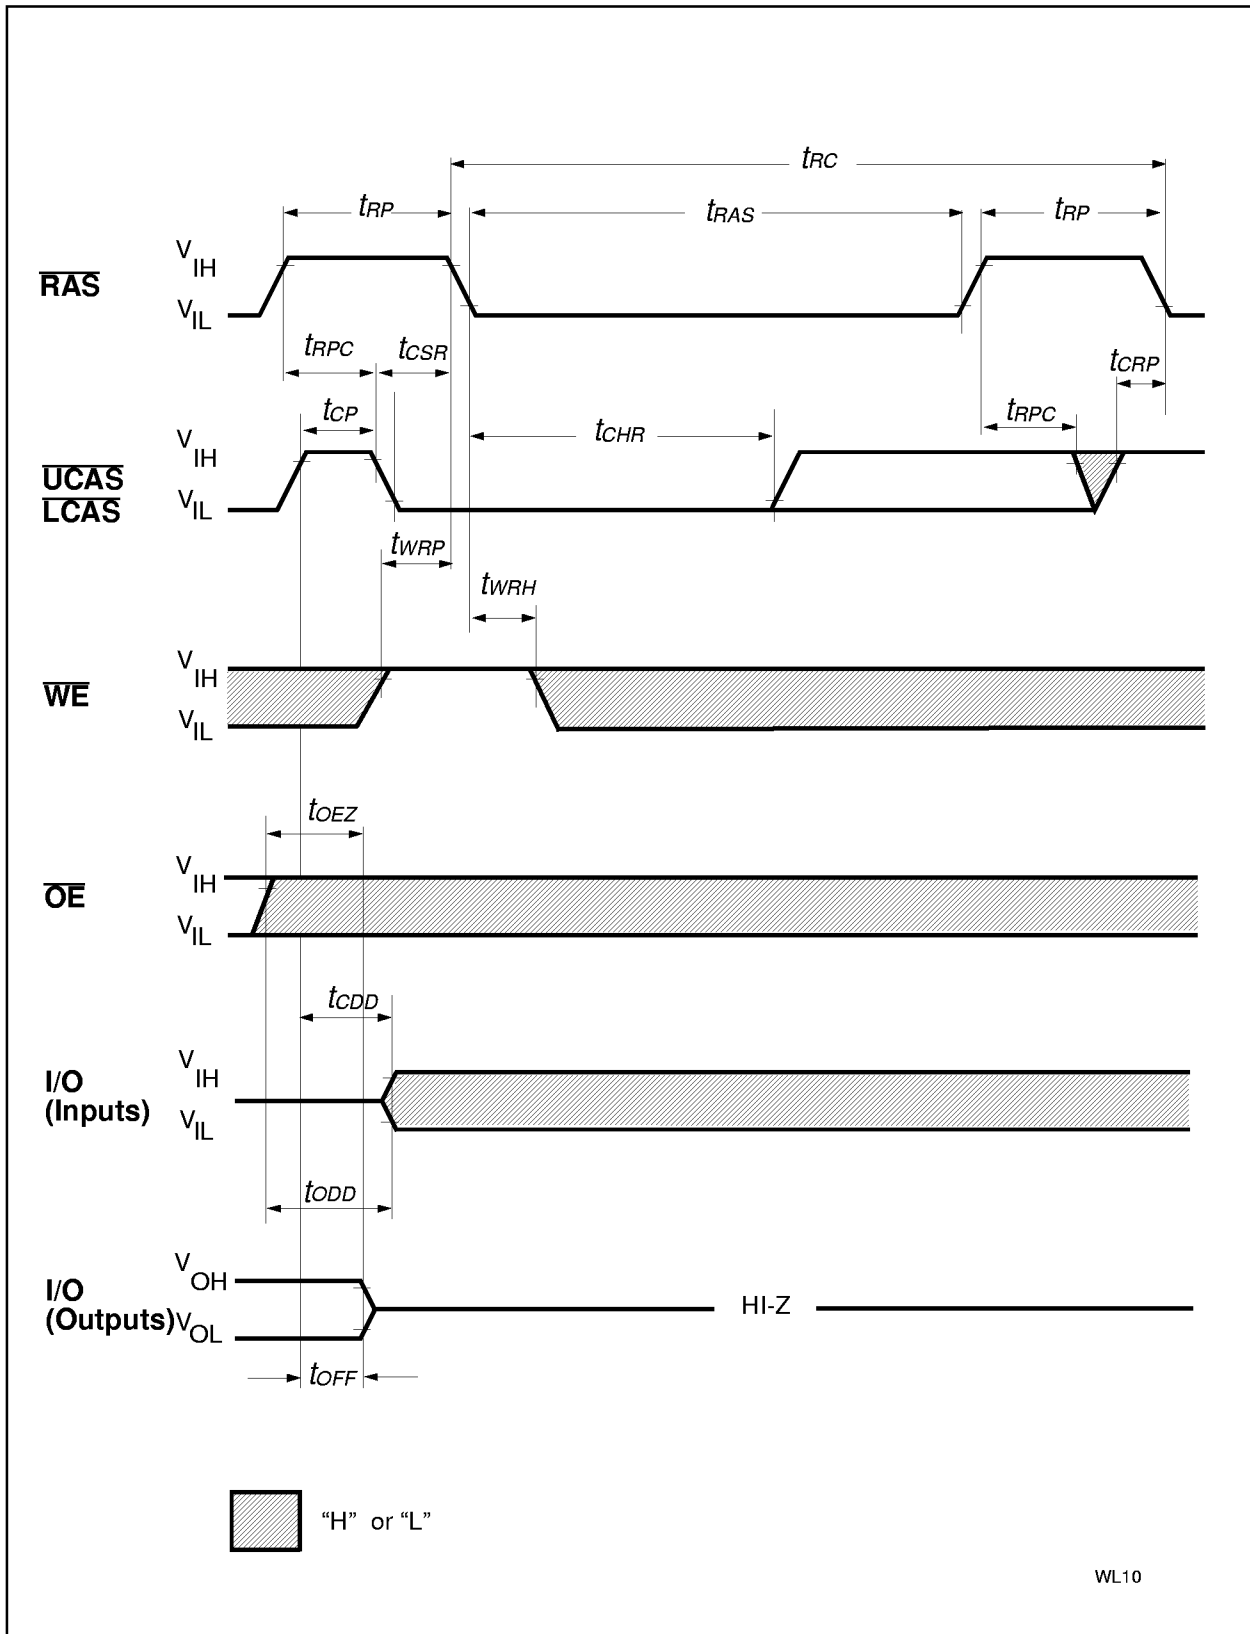 tRC
tRP
tRAS
tRP
RAS
VIH
VIL
tRPC
tCSR
tCRP
tCP
tCHR
tRPC
UCAS
LCAS
VIH
VIL
tWRP
tWRH
WE
VIH
VIL
tOEZ
OE
VIH
VIL
tCDD
I/O
(Inputs)
VIH
VIL
tODD
I/O
(Outputs)
VOH
VOL
HI-Z
tOFF
“H” or “L”
WL10